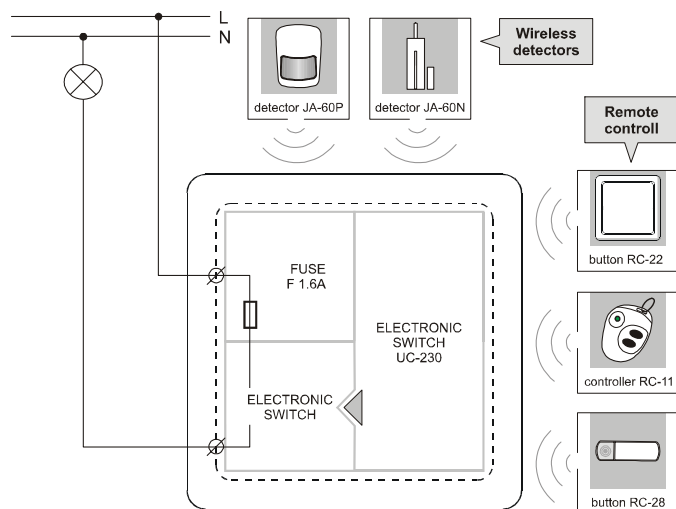 L
N
Wireless
detectors
detector JA-60P
detector JA-60N
Remote
controll
button RC-22
FUSE
F 1.6A
ELECTRONIC
SWITCH
UC-230
controller RC-11
ELECTRONIC
SWITCH
button RC-28